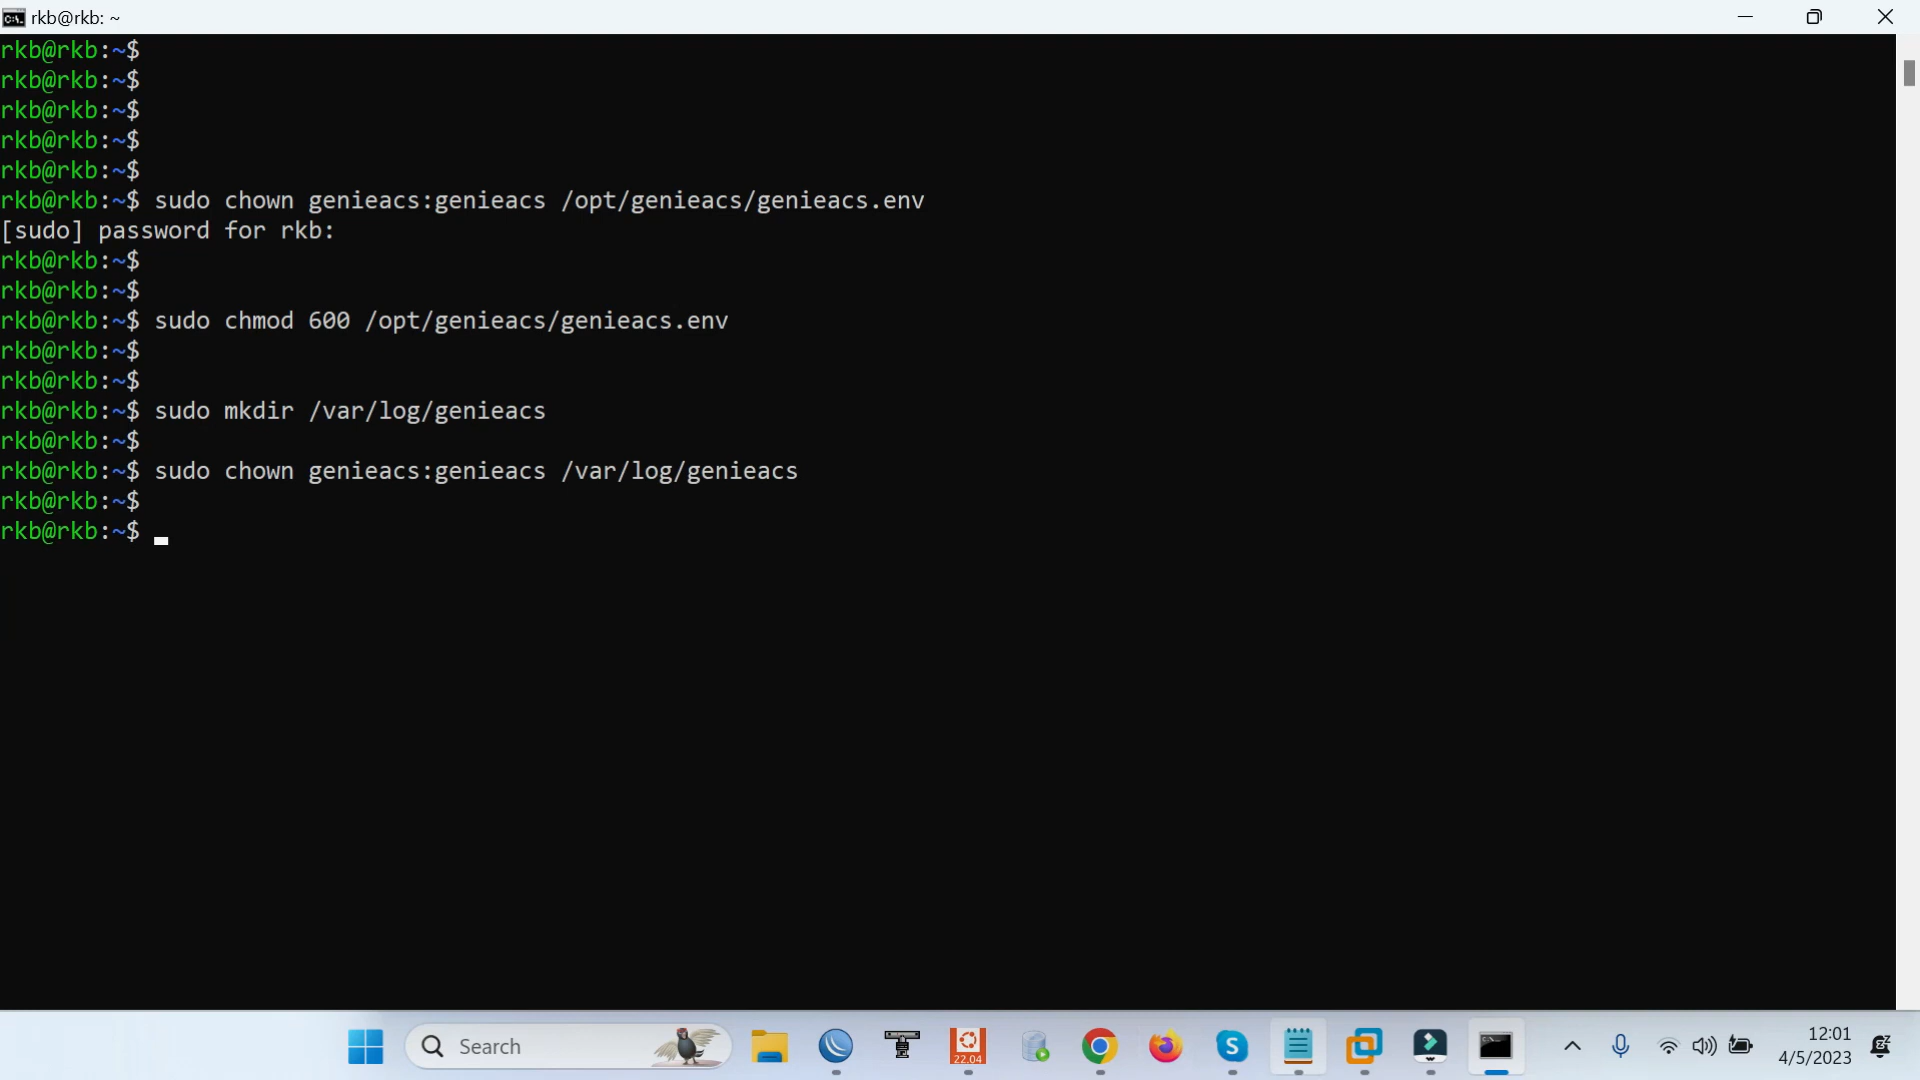 rkb@rkb: ~
rkb@rkb:~$
rkb@rkb:~$
rkb@rkb:~$
rkb@rkb:~$
rkb@rkb:~$
rkb@rkb:~$ sudo chown genieacs:genieacs /opt/genieacs/genieacs.env
[sudo] password for rkb:
rkb@rkb:~$
rkb@rkb:~$
rkb@rkb:~$ sudo chmod 600 /opt/genieacs/genieacs.env
rkb@rkb:~$
rkb@rkb:~$
rkb@rkb:~$ sudo mkdir /var/log/genieacs
rkb@rkb:~$
rkb@rkb:~$ sudo chown genieacs:genieacs /var/log/genieacs
rkb@rkb:~$
rkb@rkb:~$
Search
22.04
S
12:01
4/5/2023